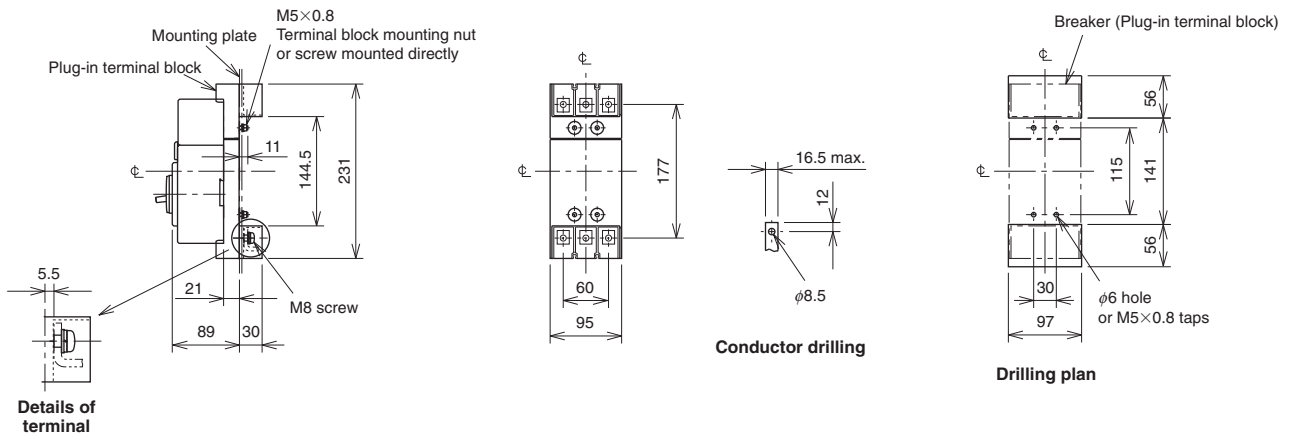 M5×0.8
Terminal block mounting nut
or screw mounted directly
Mounting plate
Plug-in terminal block
11
144.5
231
21
89
30
M8 screw
5.5
Details of
terminal
℄
℄
℄
177
60
95
16.5 max.
12
φ8.5
Conductor drilling
Breaker (Plug-in terminal block)
℄
℄
56
115
141
56
30
97
φ6 hole
or M5×0.8 taps
Drilling plan